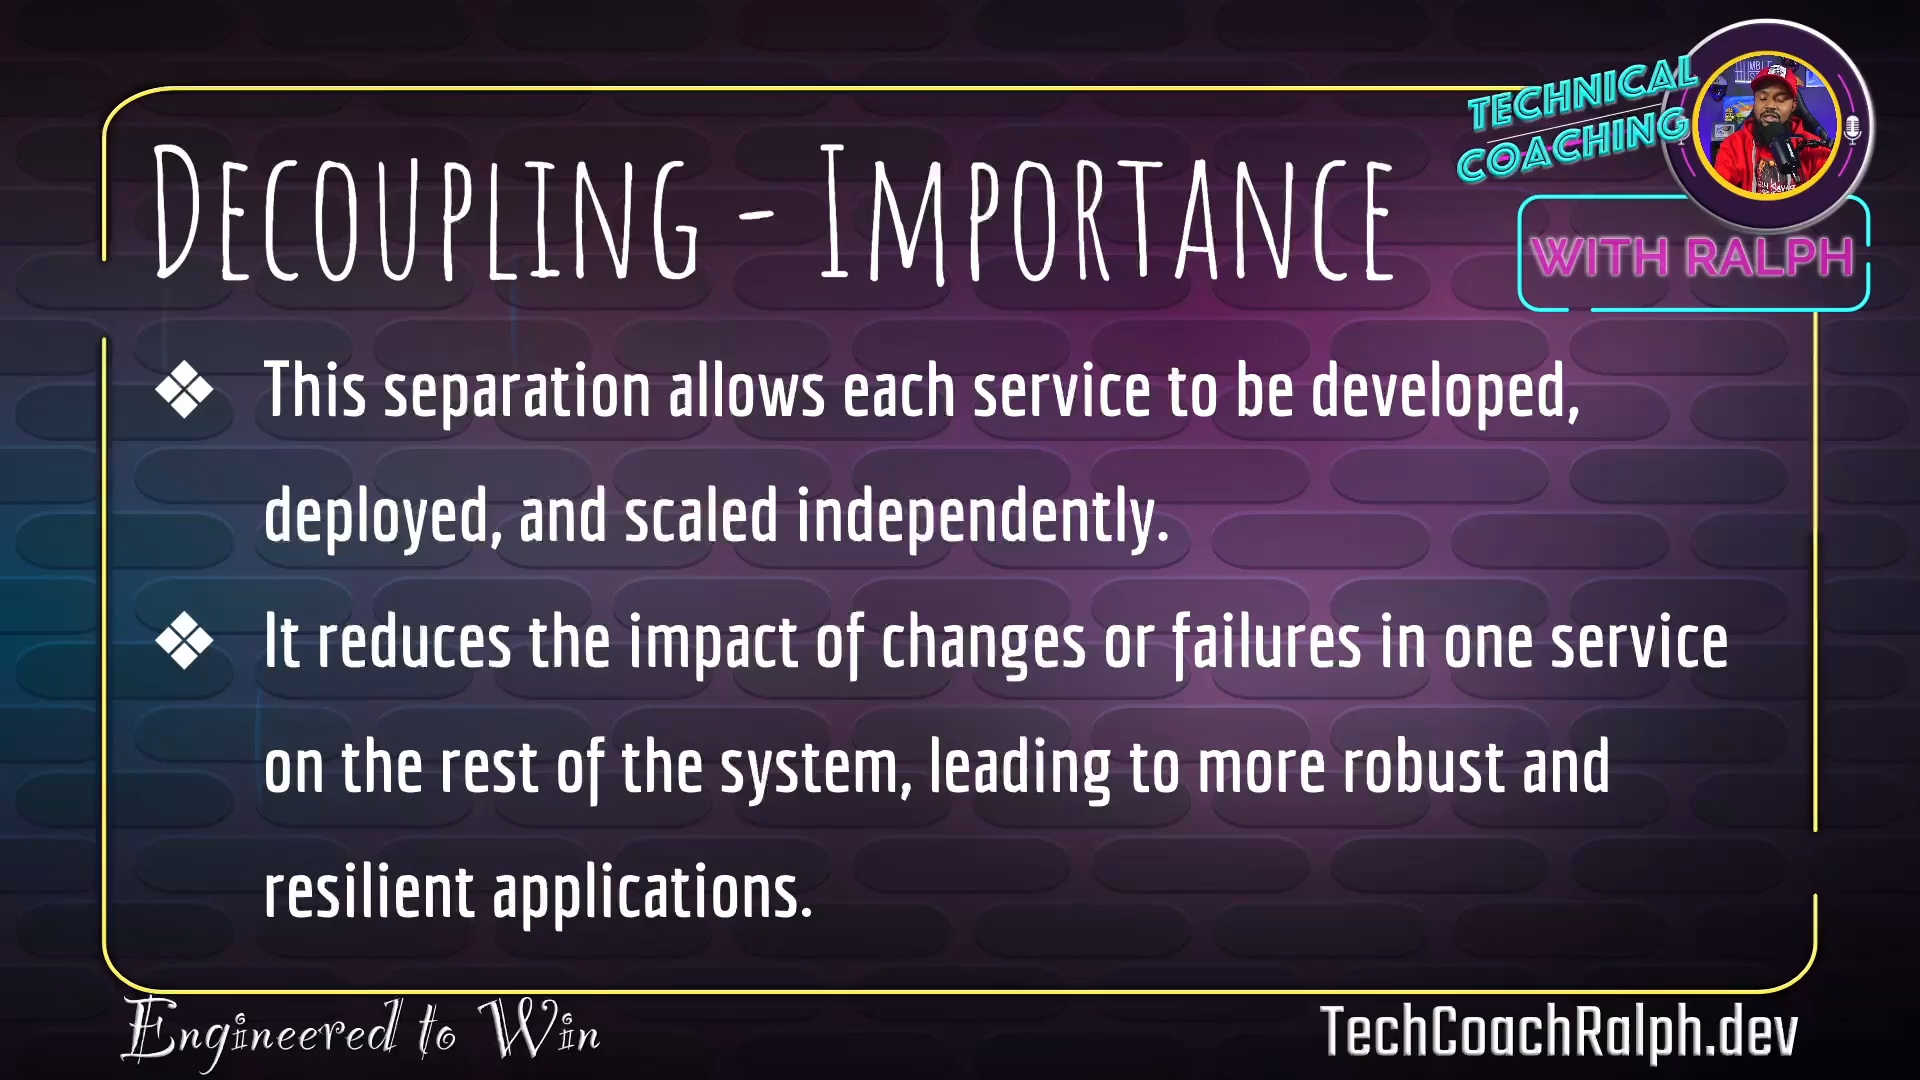 TECHNICAL
COACHING
WITH RALPH
Decoupling - Importance
❖ This separation allows each service to be developed,
deployed, and scaled independently.
❖ It reduces the impact of changes or failures in one service
on the rest of the system, leading to more robust and
resilient applications.
Engineered to Win
TechCoachRalph.dev